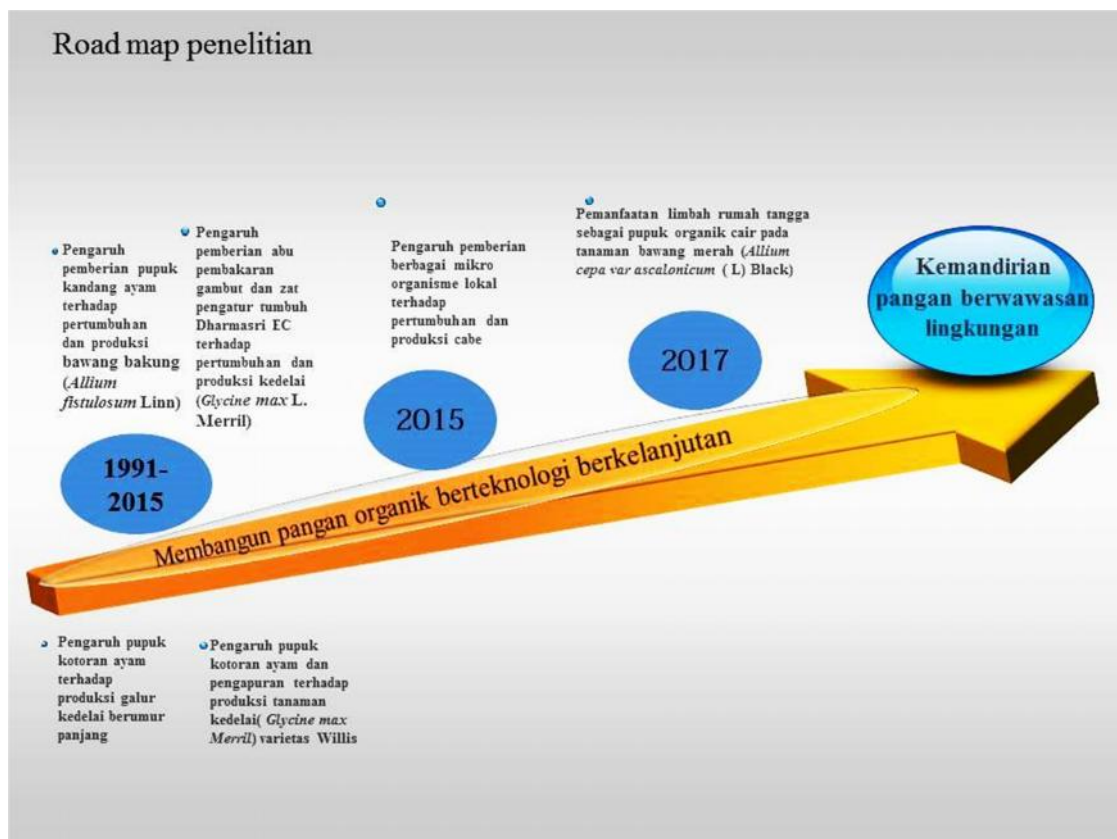 Road map penelitian
Pengaruh
pemberian pupuk
kandang ayam
terhadap
pertumbuhan
dan produksi
bawang bakung
(Allium
fistulosum Linn)
Pengaruh
pemberian abu
pembakaran
gambut dan zat
pengatur tumbuh
Dharmasri EC
terhadap
pertumbuhan dan
produksi kedelai
(Glycine max L.
Merril)
Pengaruh pemberian
berbagai mikro
organisme lokal
terhadap
pertumbuhan dan
produksi cabe
Pemanfaatan limbah rumah tangga
sebagai pupuk organik cair pada
tanaman bawang merah (Allium
cepa var ascalonicum ( L) Black)
Kemandirian
pangan berwawasan
lingkungan
1991-
2015
2015
2017
Membangun pangan organik berteknologi berkelanjutan
Pengaruh pupuk
kotoran ayam
terhadap
produksi galur
kedelai berumur
panjang
Pengaruh pupuk
kotoran ayam dan
pengapuran terhadap
produksi tanaman
kedelai( Glycine max
Merril) varietas Willis